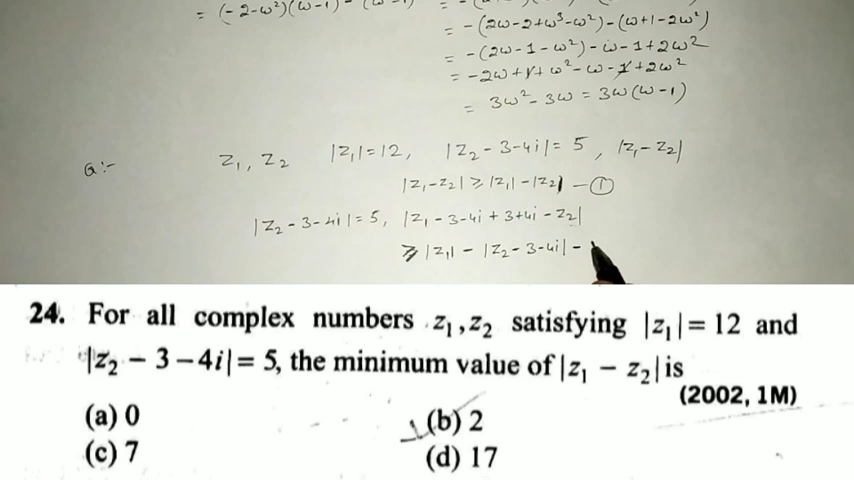 = (-2-ω²)(ω-1)
= -(2ω-2+ω³-ω²)-(ω+1-2ω²)
= -(2ω-1-ω²)-ω-1+2ω²
= -2ω+1+ω²-ω-1+2ω²
= 3ω²-3ω = 3ω(ω-1)
Q:- z₁, z₂ |z₁|=12, |z₂-3-4i|=5, |z₁-z₂|
|z₁-z₂| ≥ |z₁|-|z₂| -①
|z₂-3-4i|=5, |z₁-3-4i+3+4i-z₂|
≥ |z₁| - |z₂-3-4i| -
24. For all complex numbers z₁,z₂ satisfying |z₁|= 12 and
|z₂ - 3 - 4i|= 5, the minimum value of |z₁ - z₂| is
(2002, 1M)
(a) 0 (b) 2
(c) 7 (d) 17